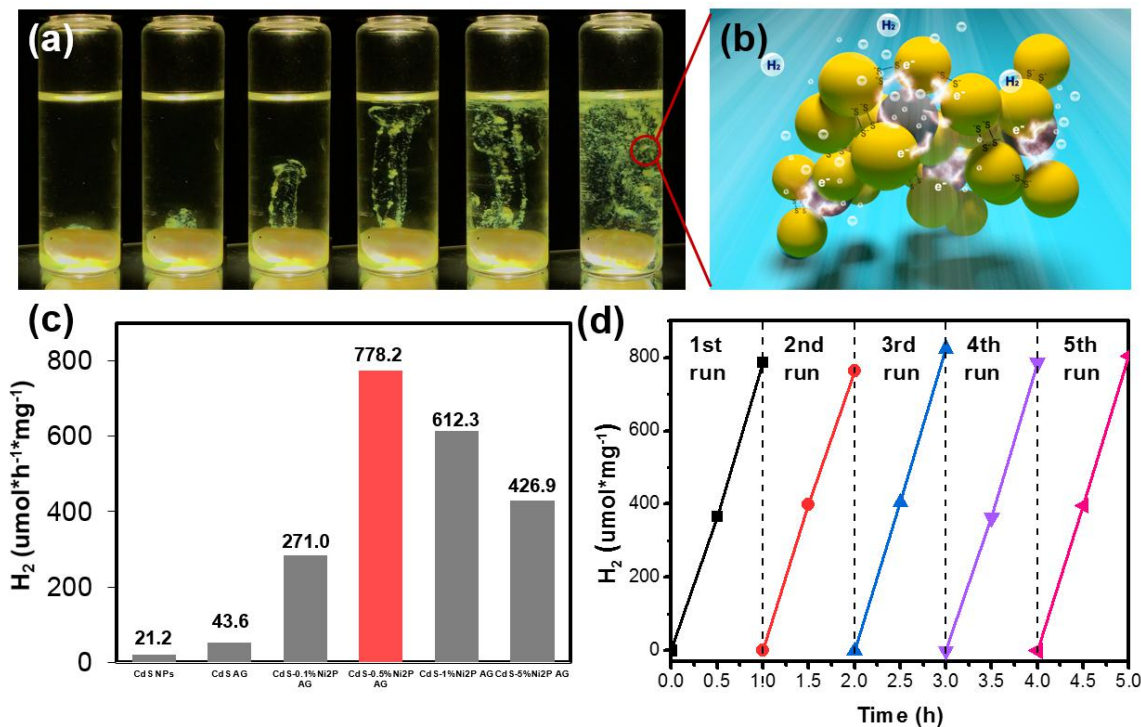 (a)
(b)
H₂
H₂
H₂
S
S
e⁻
e⁻
e⁻
e⁻
e⁻
e⁻
(c)
800
600
400
200
0
H₂ (umol*h⁻¹*mg⁻¹)
21.2
43.6
271.0
778.2
612.3
426.9
CdS NPs
CdS AG
CdS-0.1%Ni2P
AG
CdS-0.5%Ni2P
AG
CdS-1%Ni2P AG
CdS-5%Ni2P AG
(d)
800
600
400
200
0
H₂ (umol*mg⁻¹)
1st
run
2nd
run
3rd
run
4th
run
5th
run
0.0 0.5 1.0 1.5 2.0 2.5 3.0 3.5 4.0 4.5 5.0
Time (h)